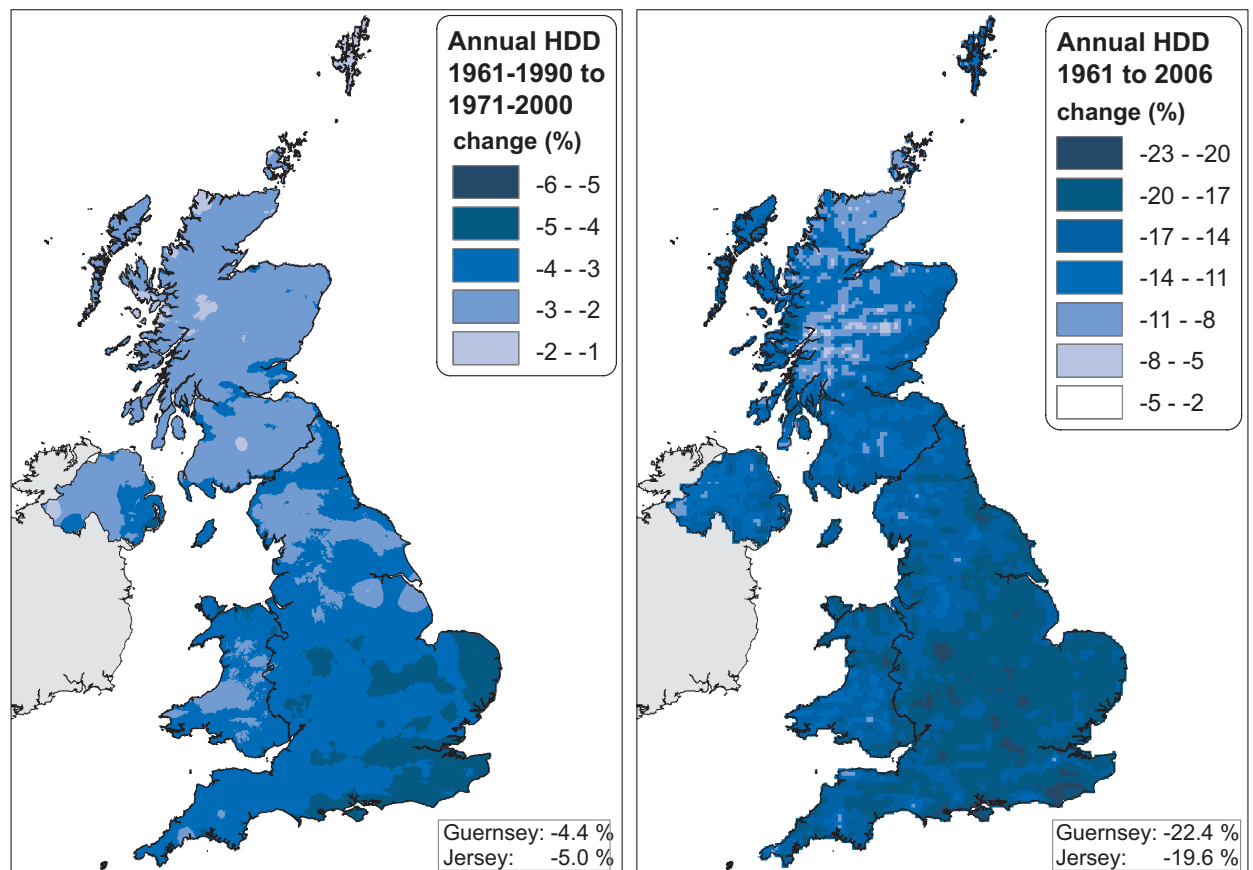 Annual HDD
1961-1990 to
1971-2000
change (%)
-6 - -5
-5 - -4
-4 - -3
-3 - -2
-2 - -1
Guernsey: -4.4 %
Jersey: -5.0 %
Annual HDD
1961 to 2006
change (%)
-23 - -20
-20 - -17
-17 - -14
-14 - -11
-11 - -8
-8 - -5
-5 - -2
Guernsey: -22.4 %
Jersey: -19.6 %